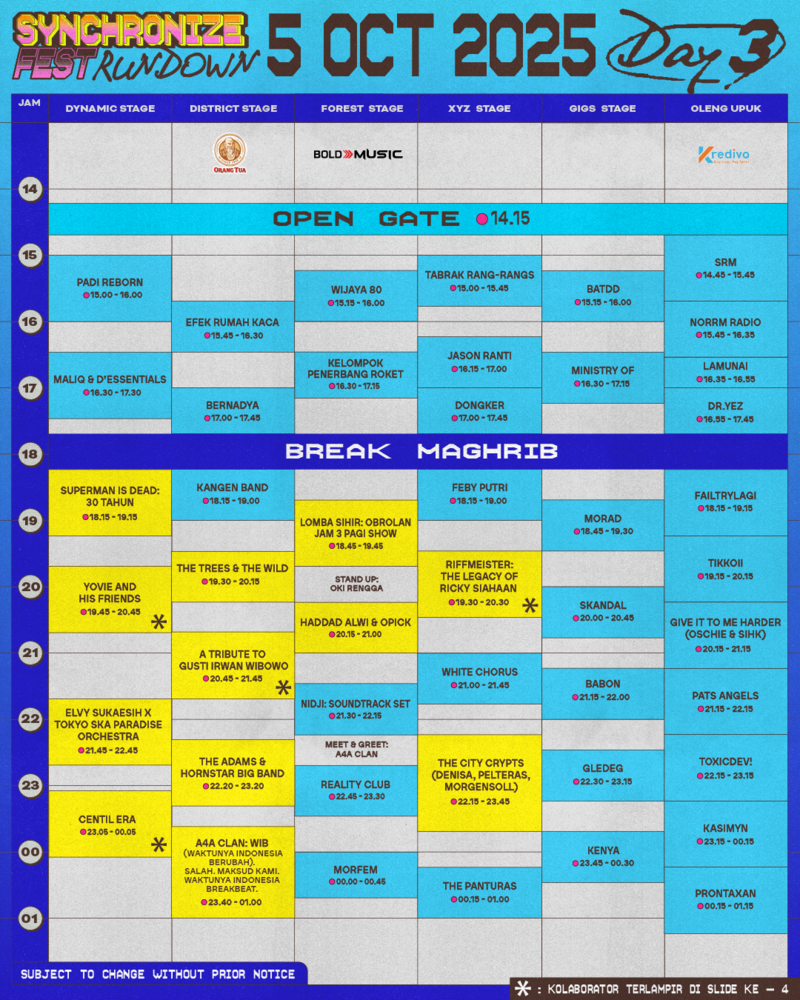 SYNCHRONIZE
FEST RUNDOWN
5 OCT 2025
Day 3
JAM
DYNAMIC STAGE
DISTRICT STAGE
FOREST STAGE
XYZ STAGE
GIGS STAGE
OLENG UPUK
ORANG TUA
BOLD MUSIC
Kredivo
14
OPEN GATE 14.15
15
16
17
PADI REBORN
15.00 - 16.00
MALIQ & D'ESSENTIALS
16.30 - 17.30
EFEK RUMAH KACA
15.45 - 16.30
BERNADYA
17.00 - 17.45
WIJAYA 80
15.15 - 16.00
KELOMPOK
PENERBANG ROKET
16.30 - 17.15
TABRAK RANG-RANGS
15.00 - 15.45
JASON RANTI
16.15 - 17.00
DONGKER
17.00 - 17.45
BATDD
15.15 - 16.00
MINISTRY OF
16.30 - 17.15
SRM
14.45 - 15.45
NORRM RADIO
15.45 - 16.35
LAMUNAI
16.35 - 16.55
DR.YEZ
16.55 - 17.45
18
BREAK MAGHRIB
19
20
21
22
23
00
01
SUPERMAN IS DEAD:
30 TAHUN
18.15 - 19.15
YOVIE AND
HIS FRIENDS
19.45 - 20.45
*
ELVY SUKAESIH X
TOKYO SKA PARADISE
ORCHESTRA
21.45 - 22.45
CENTIL ERA
23.05 - 00.05
*
KANGEN BAND
18.15 - 19.00
THE TREES & THE WILD
19.30 - 20.15
A TRIBUTE TO
GUSTI IRWAN WIBOWO
20.45 - 21.45
*
THE ADAMS &
HORNSTAR BIG BAND
22.20 - 23.20
A4A CLAN: WIB
(WAKTUNYA INDONESIA
BERUBAH).
SALAH. MAKSUD KAMI.
WAKTUNYA INDONESIA
BREAKBEAT.
23.40 - 01.00
LOMBA SIHIR: OBROLAN
JAM 3 PAGI SHOW
18.45 - 19.45
STAND UP:
OKI RENGGA
HADDAD ALWI & OPICK
20.15 - 21.00
NIDJI: SOUNDTRACK SET
21.30 - 22.15
MEET & GREET:
A4A CLAN
REALITY CLUB
22.45 - 23.30
MORFEM
00.00 - 00.45
FEBY PUTRI
18.15 - 19.00
RIFFMEISTER:
THE LEGACY OF
RICKY SIAHAAN
19.30 - 20.30
*
WHITE CHORUS
21.00 - 21.45
THE CITY CRYPTS
(DENISA, PELTERAS,
MORGENSOLL)
22.15 - 23.45
THE PANTURAS
00.15 - 01.00
MORAD
18.45 - 19.30
SKANDAL
20.00 - 20.45
BABON
21.15 - 22.00
GLEDEG
22.30 - 23.15
KENYA
23.45 - 00.30
FAILTRYLAGI
18.15 - 19.15
TIKKOII
19.15 - 20.15
GIVE IT TO ME HARDER
(OSCHIE & SIHK)
20.15 - 21.15
PATS ANGELS
21.15 - 22.15
TOXICDEV!
22.15 - 23.15
KASIMYN
23.15 - 00.15
PRONTAXAN
00.15 - 01.15
SUBJECT TO CHANGE WITHOUT PRIOR NOTICE
* : KOLABORATOR TERLAMPIR DI SLIDE KE - 4